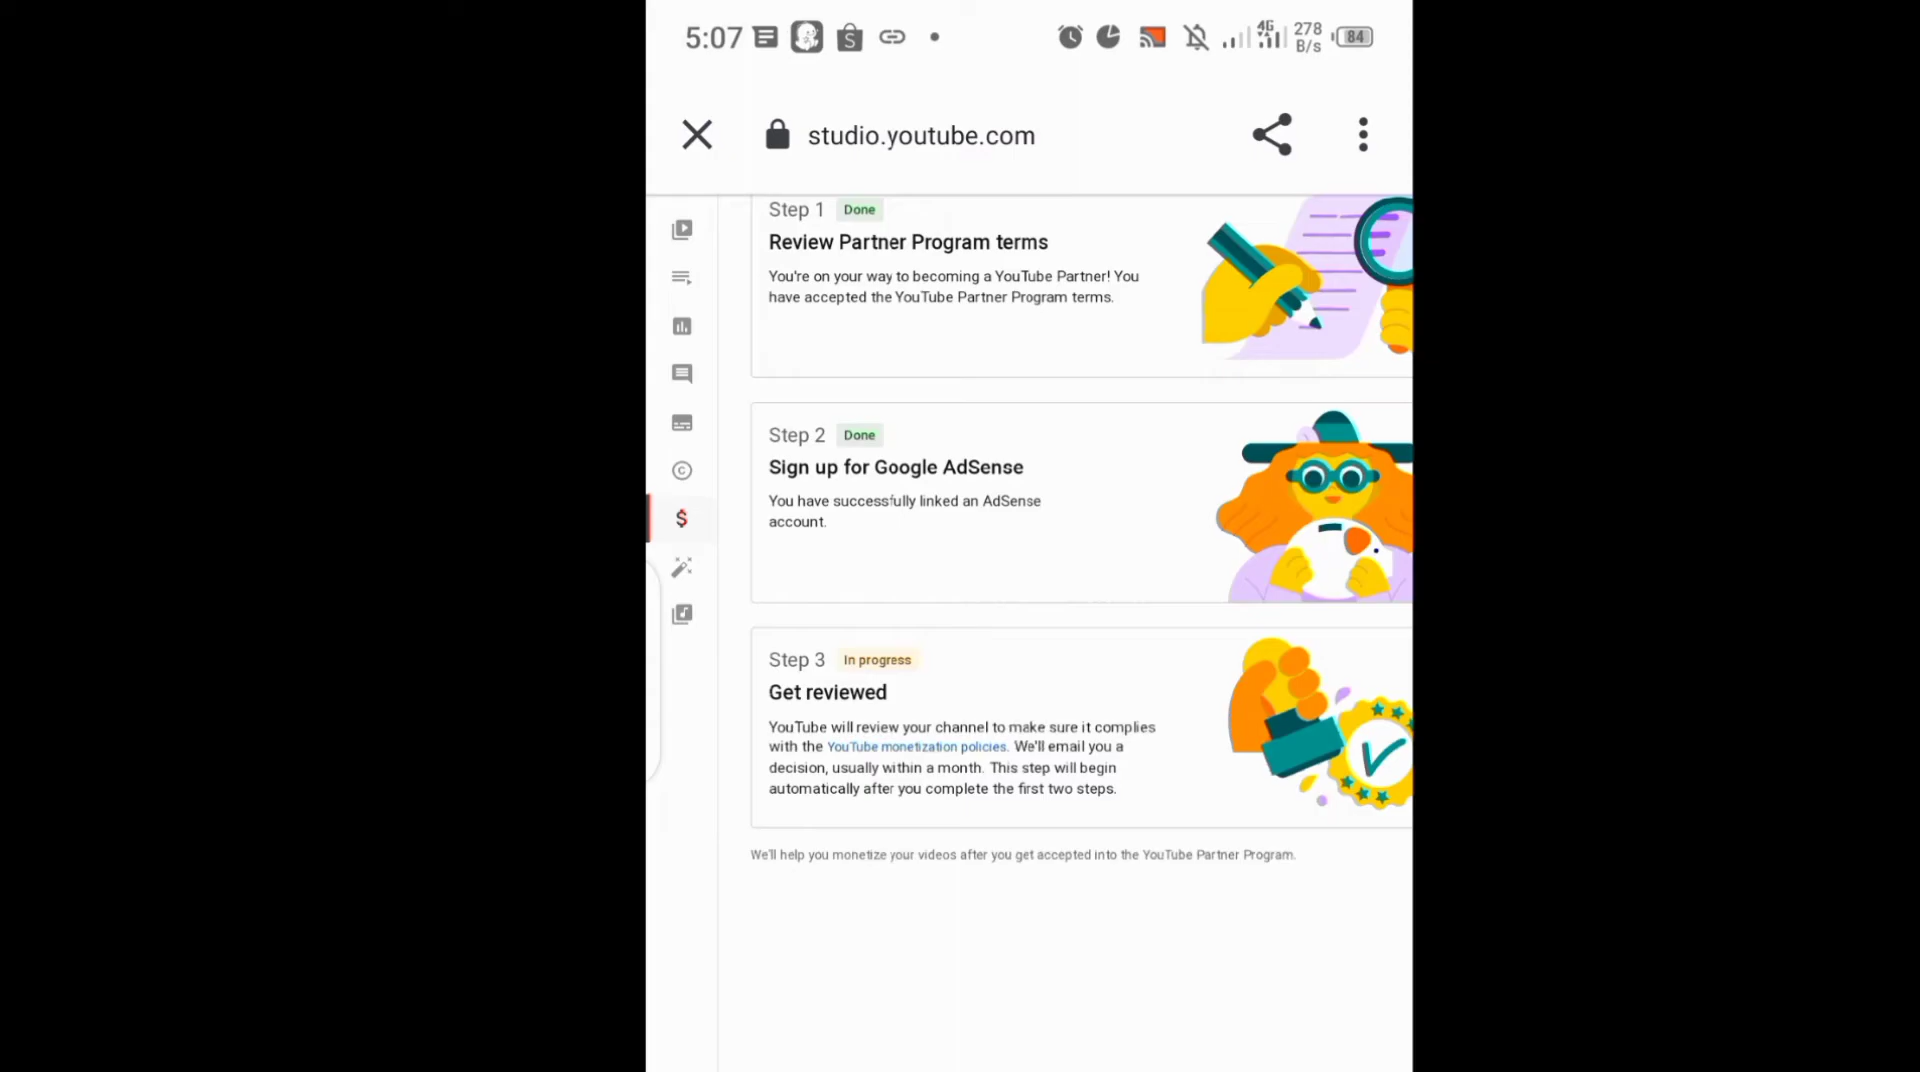 5:07
S
4G
278
B/s
84
studio.youtube.com
Step 1 Done
Review Partner Program terms
You're on your way to becoming a YouTube Partner! You
have accepted the YouTube Partner Program terms.
Step 2 Done
Sign up for Google AdSense
You have successfully linked an AdSense
account.
$
Step 3 In progress
Get reviewed
YouTube will review your channel to make sure it complies
with the YouTube monetization policies. We'll email you a
decision, usually within a month. This step will begin
automatically after you complete the first two steps.
We'll help you monetize your videos after you get accepted into the YouTube Partner Program.